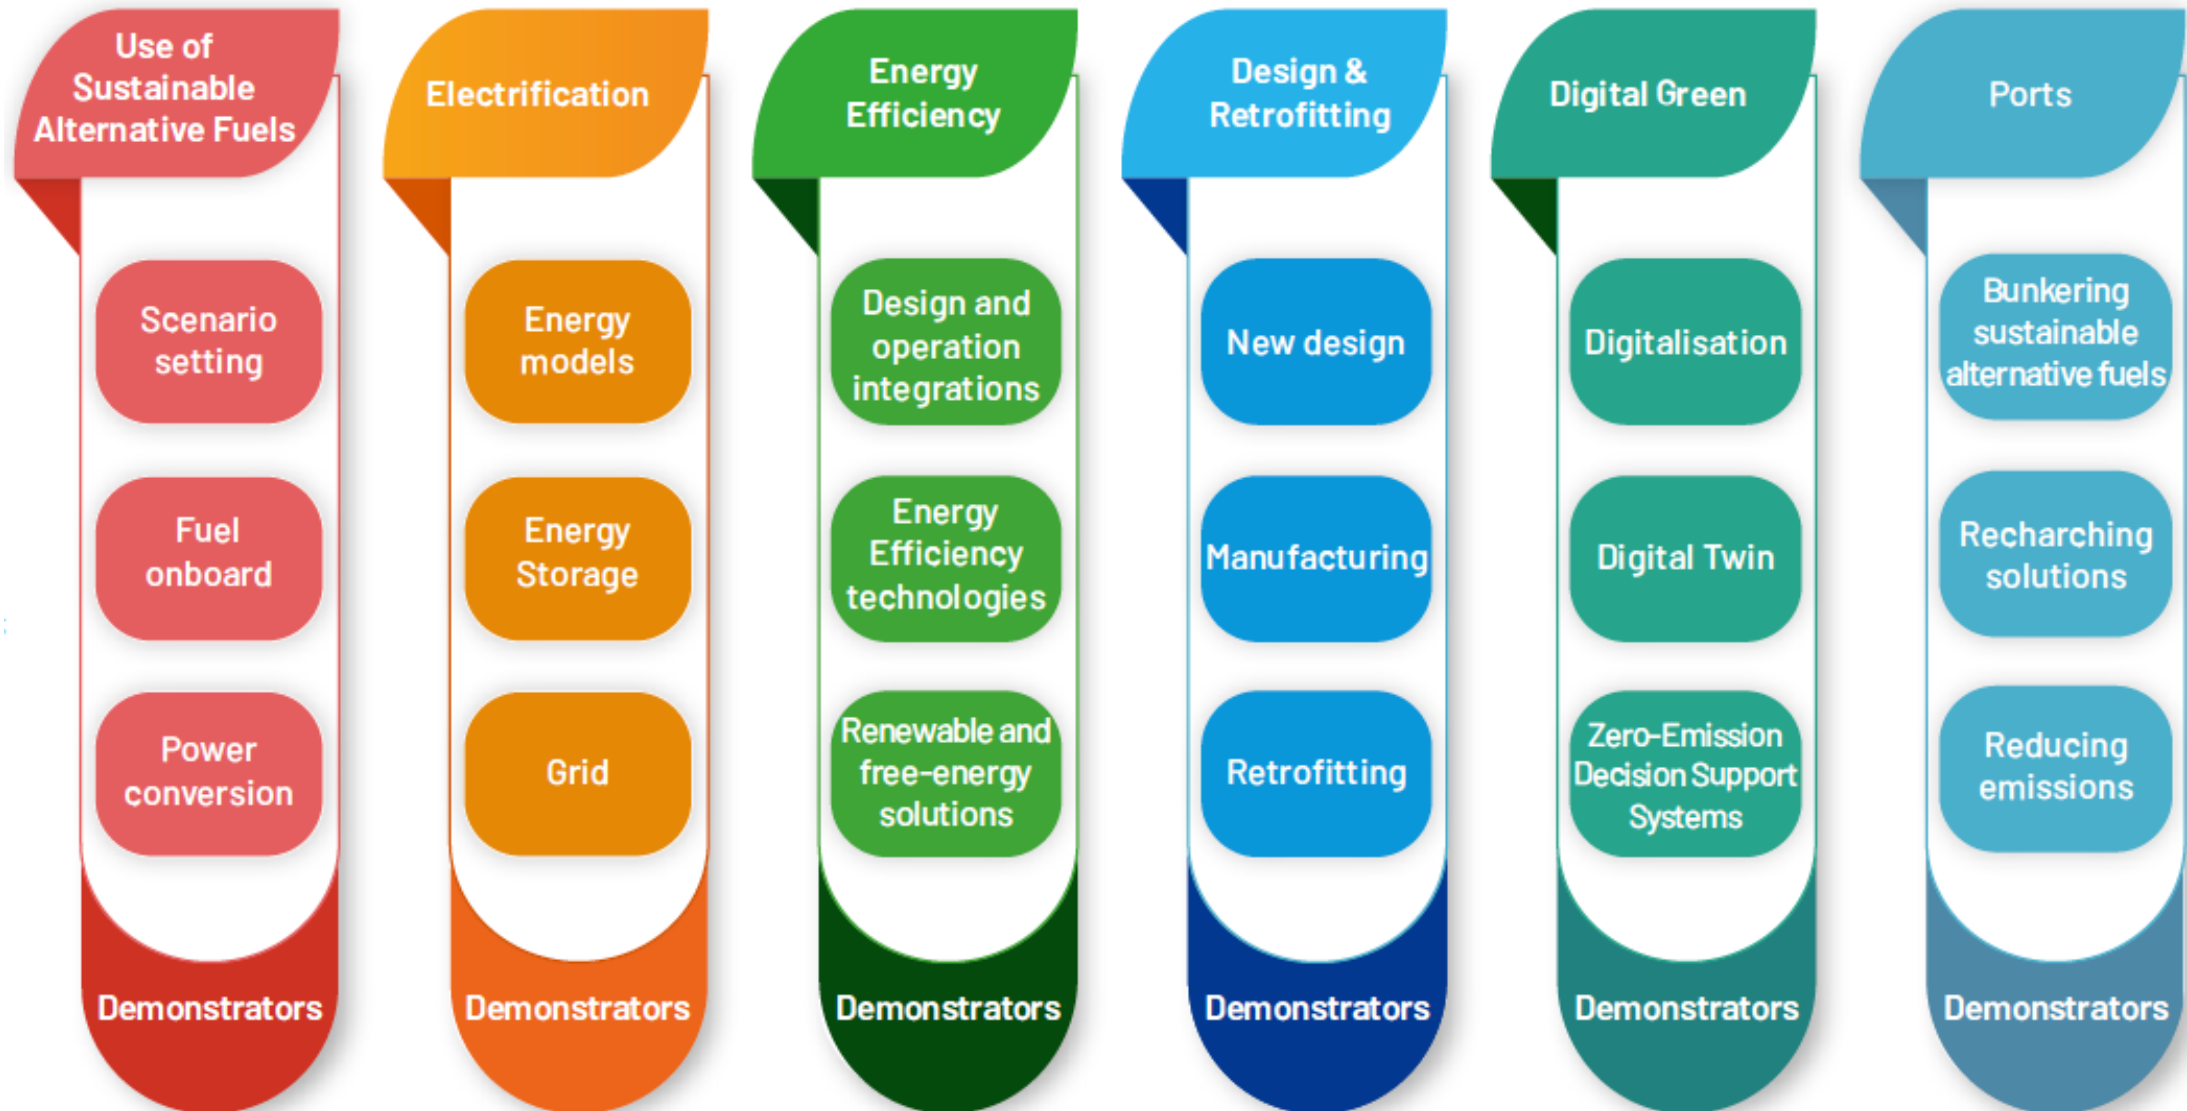 Use of
Sustainable
Alternative Fuels
Scenario
setting
Fuel
onboard
Power
conversion
Demonstrators
Electrification
Energy
models
Energy
Storage
Grid
Demonstrators
Energy
Efficiency
Design and
operation
integrations
Energy
Efficiency
technologies
Renewable and
free-energy
solutions
Demonstrators
Design &
Retrofitting
New design
Manufacturing
Retrofitting
Demonstrators
Digital Green
Digitalisation
Digital Twin
Zero-Emission
Decision Support
Systems
Demonstrators
Ports
Bunkering
sustainable
alternative fuels
Recharching
solutions
Reducing
emissions
Demonstrators